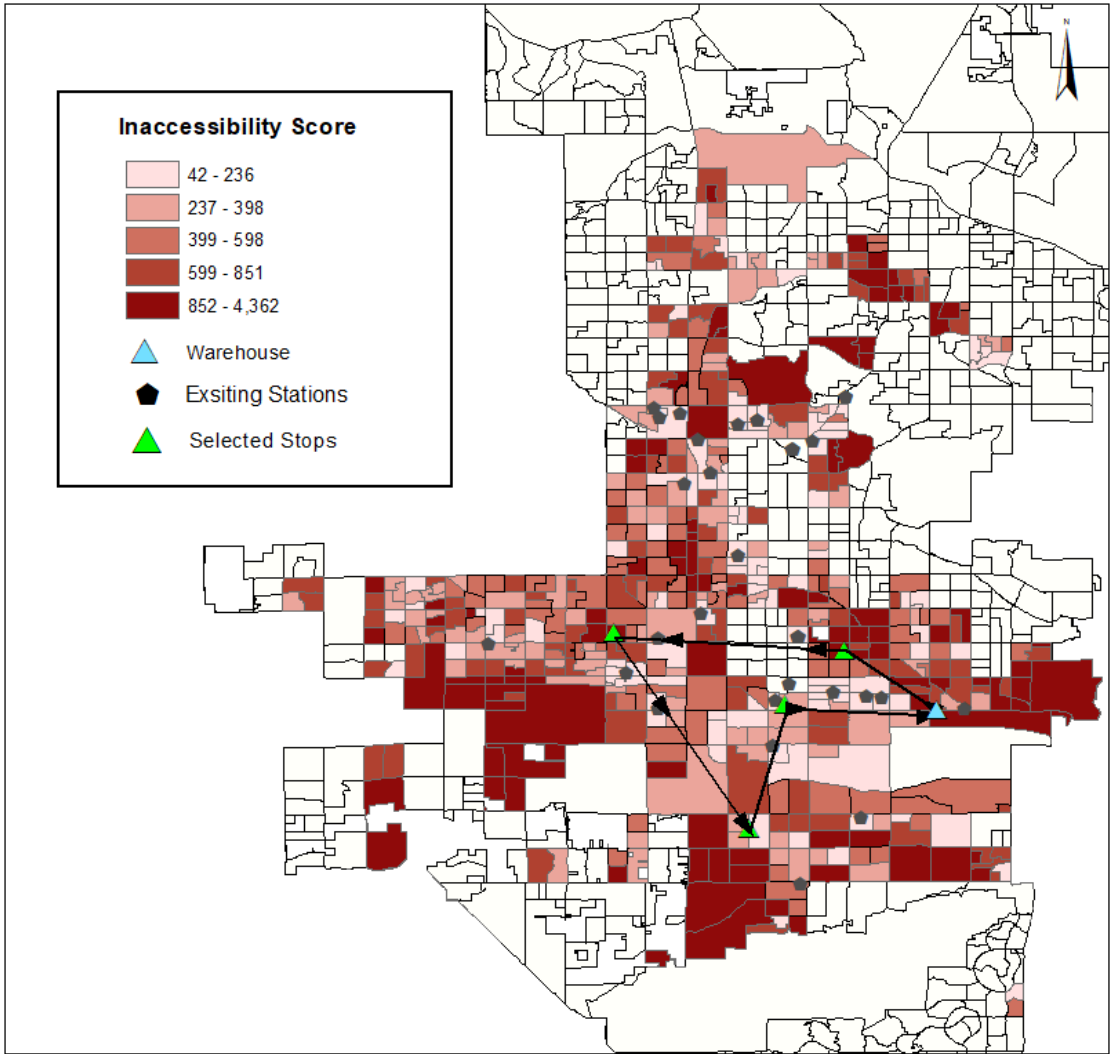 N
Inaccessibility Score
42 - 236
237 - 398
399 - 598
599 - 851
852 - 4,362
Warehouse
Exsiting Stations
Selected Stops